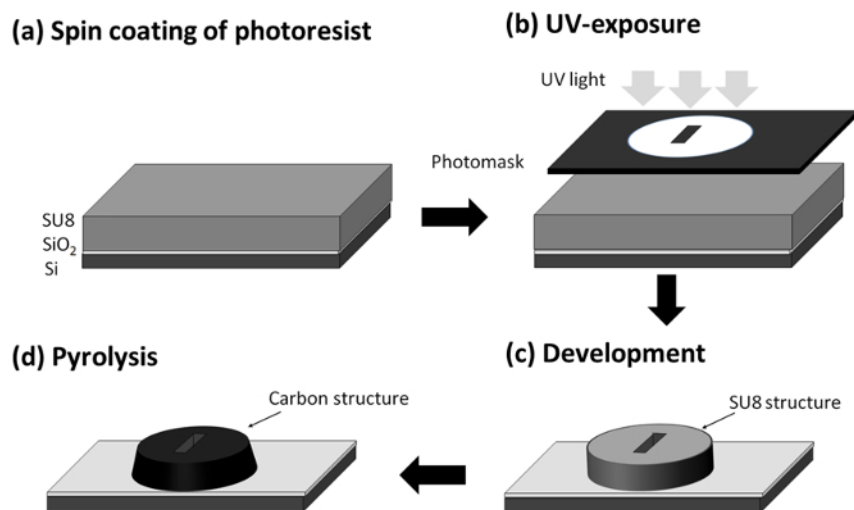 (a) Spin coating of photoresist
SU8
SiO₂
Si
(b) UV-exposure
UV light
Photomask
(c) Development
SU8 structure
(d) Pyrolysis
Carbon structure